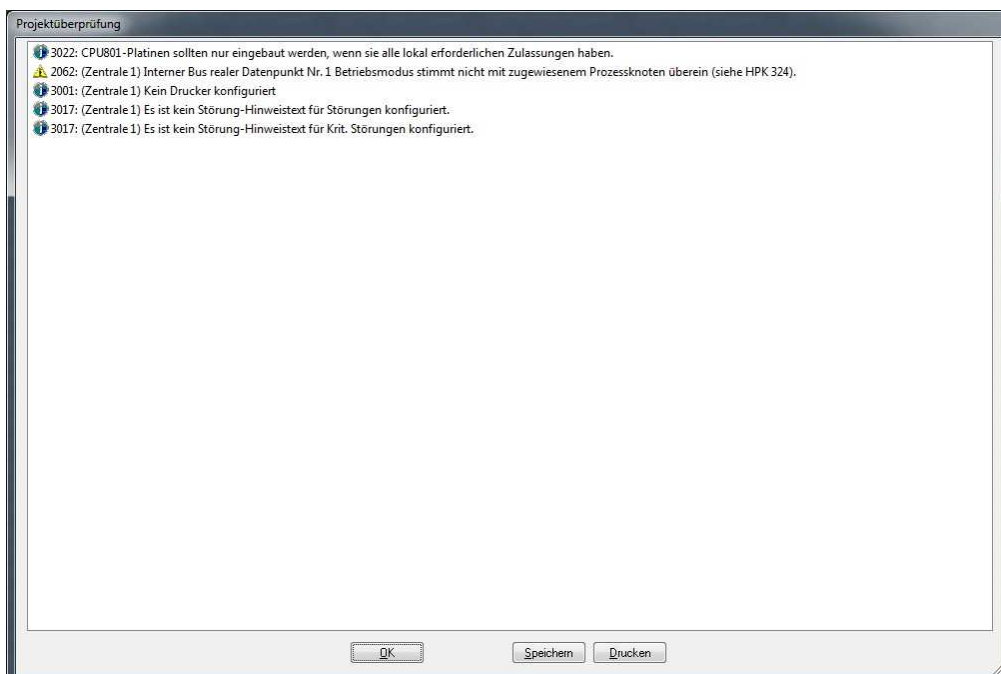 Projektüberprüfung
3022: CPU801-Platinen sollten nur eingebaut werden, wenn sie alle lokal erforderlichen Zulassungen haben.
2062: (Zentrale 1) Interner Bus realer Datenpunkt Nr. 1 Betriebsmodus stimmt nicht mit zugewiesenem Prozessknoten überein (siehe HPK 324).
3001: (Zentrale 1) Kein Drucker konfiguriert
3017: (Zentrale 1) Es ist kein Störung-Hinweistext für Störungen konfiguriert.
3017: (Zentrale 1) Es ist kein Störung-Hinweistext für Krit. Störungen konfiguriert.
OK Speichern Drucken